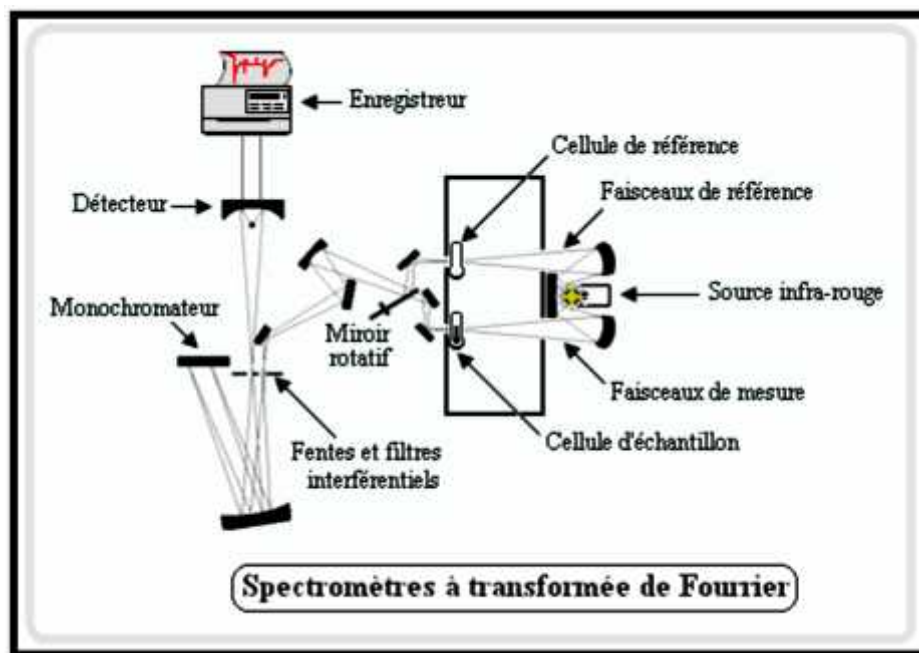 Enregistreur
Cellule de référence
Faisceaux de référence
Détecteur
Monochromateur
Source infra-rouge
Miroir
rotatif
Faisceaux de mesure
Cellule d'échantillon
Fentes et filtres
interférentiels
Spectromètres à transformée de Fourrier